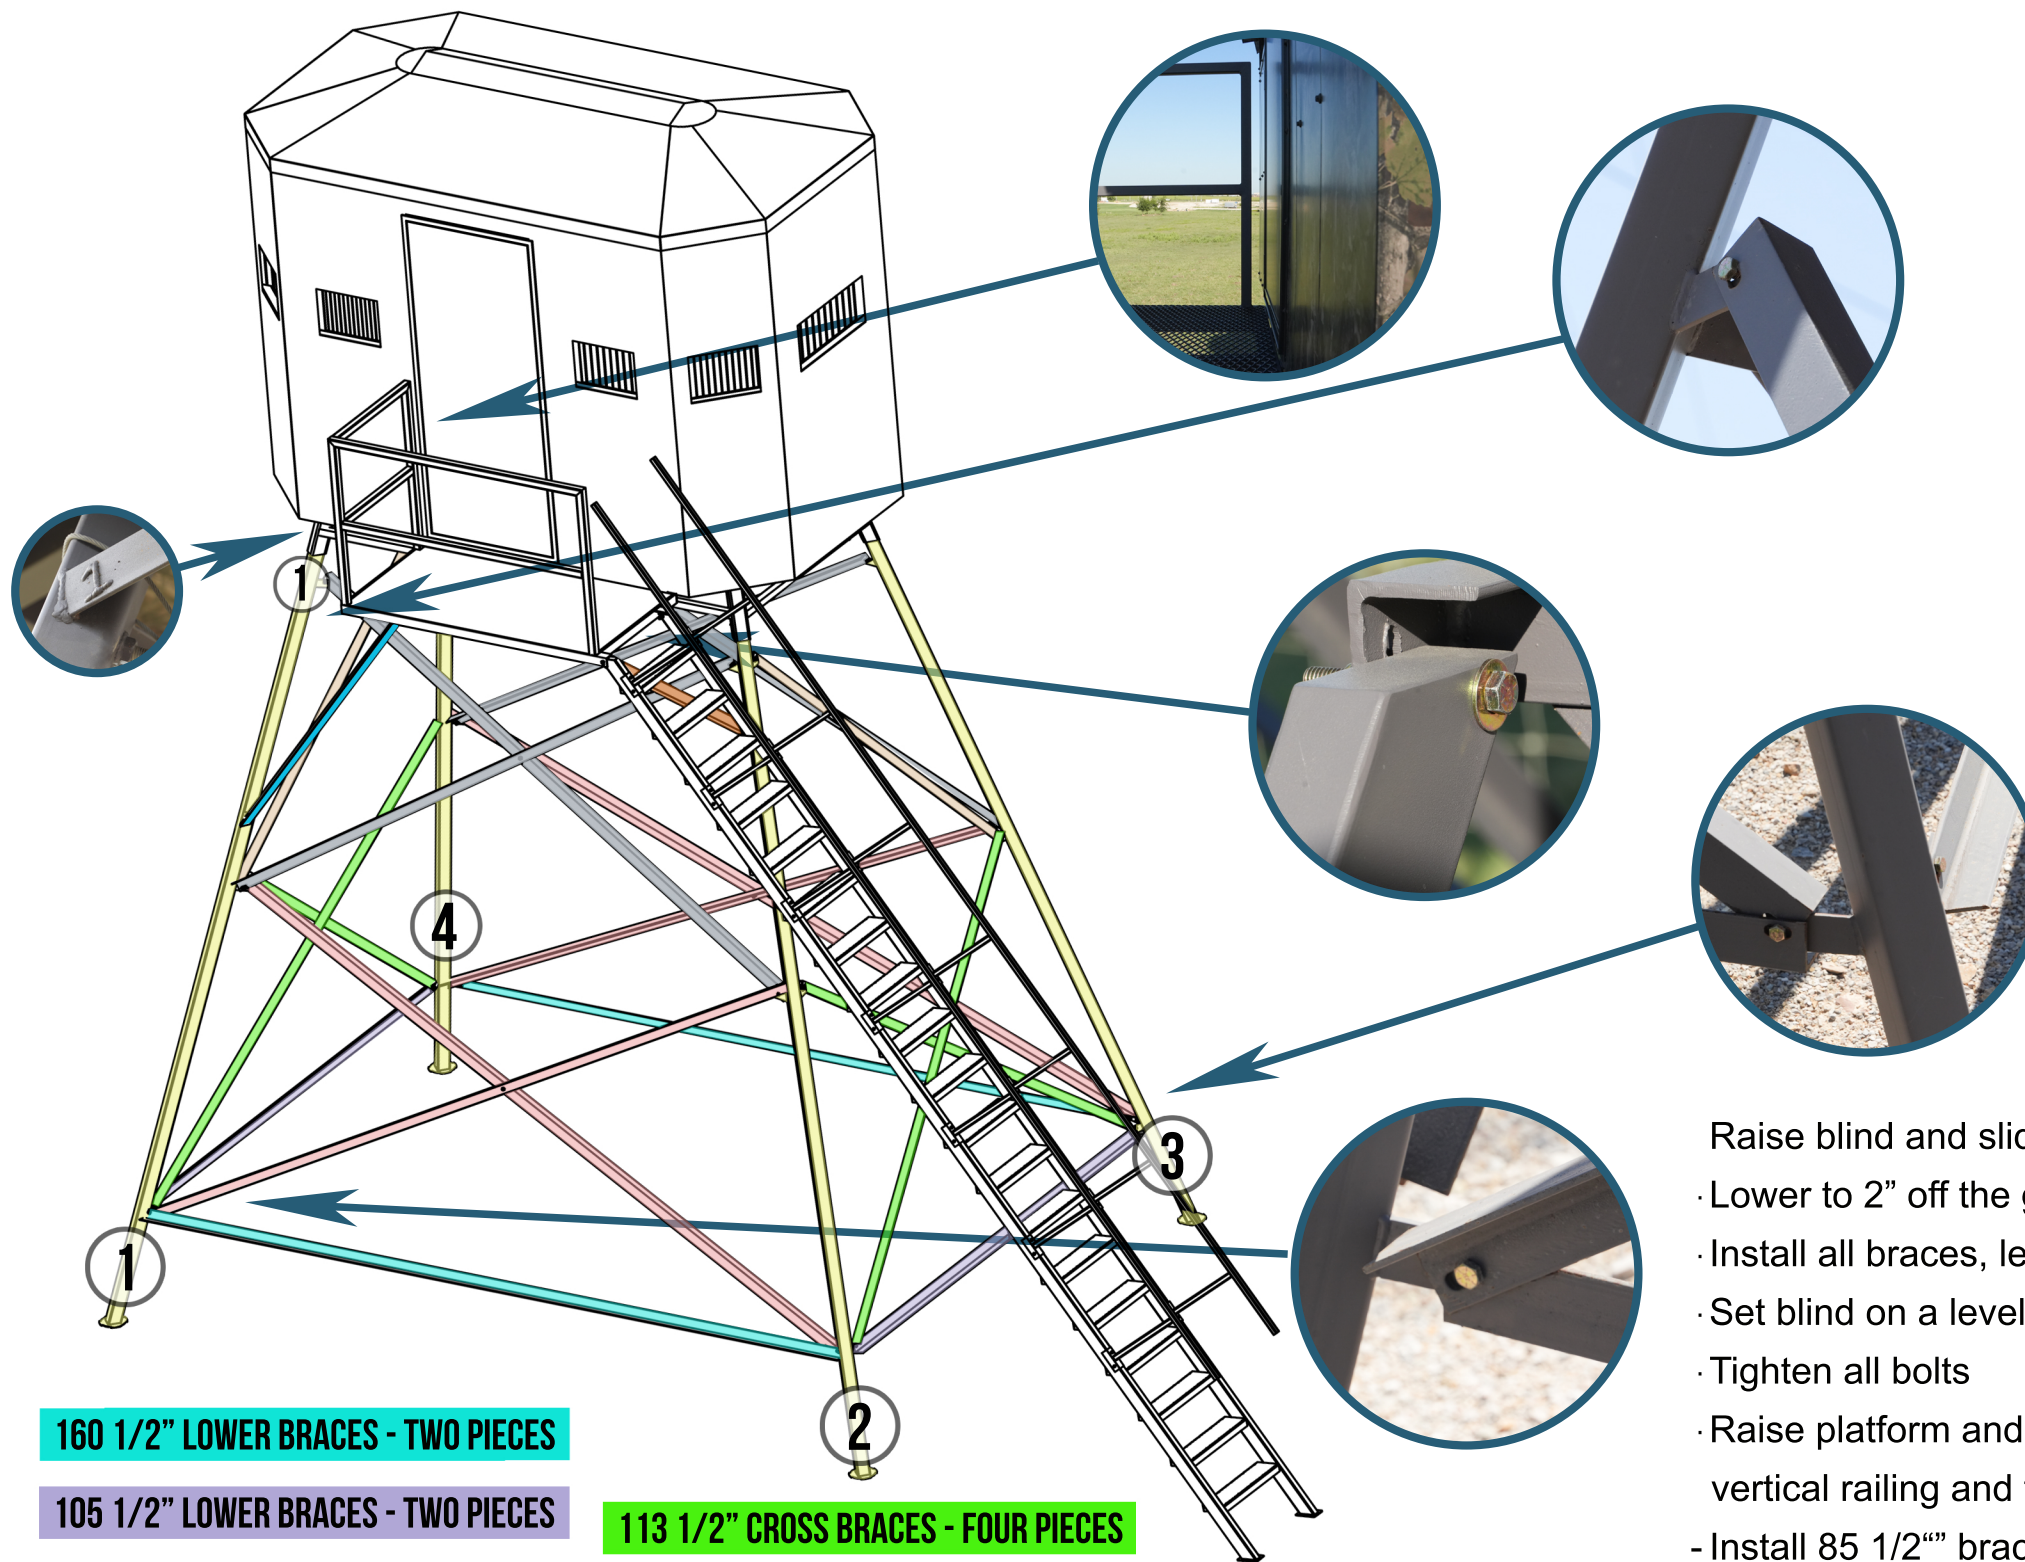 1
1
4
3
1
2
160 1/2” LOWER BRACES - TWO PIECES
105 1/2” LOWER BRACES - TWO PIECES
113 1/2” CROSS BRACES - FOUR PIECES
Raise blind and
·Lower to 2” off the
·Install all braces,
·Set blind on a level
·Tighten all bolts
·Raise platform and
vertical railing and
-Install 85 1/2“”